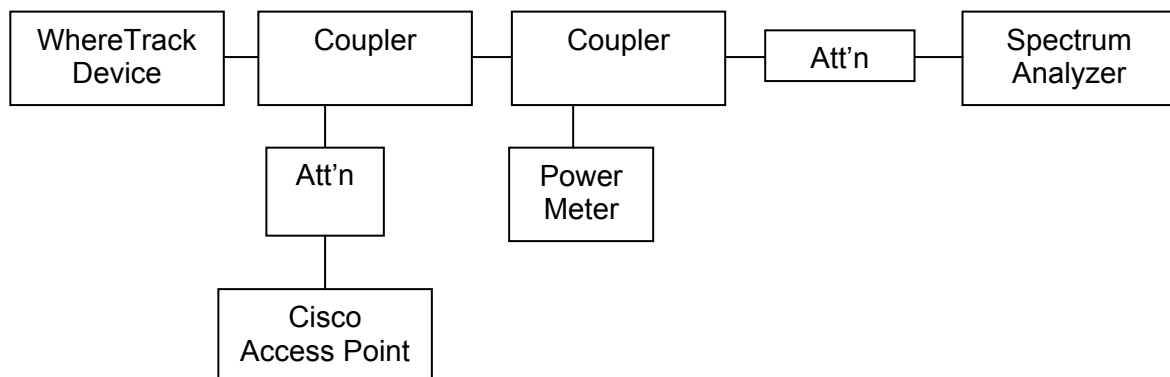 WhereTrack
Device
Coupler
Coupler
Att’n
Spectrum
Analyzer
Att’n
Power
Meter
Cisco
Access Point